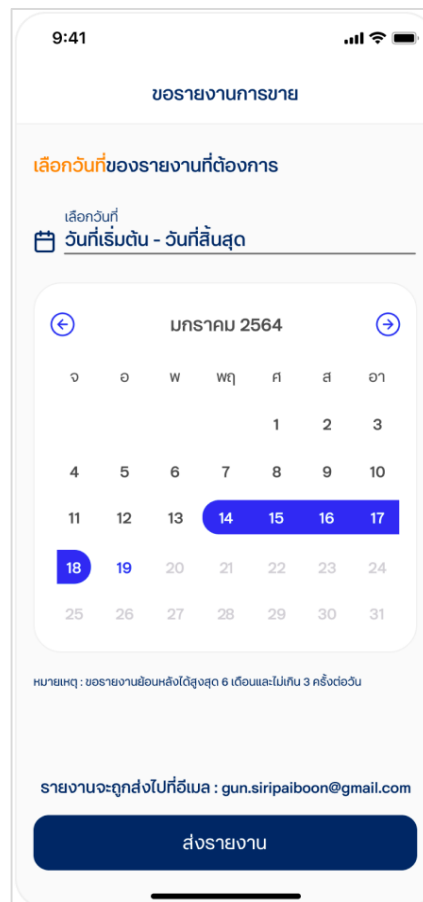 9:41
ขอรายงานการขาย
เลือกวันที่ของรายงานที่ต้องการ
เลือกวันที่
วันที่เริ่มต้น - วันที่สิ้นสุด
มกราคม 2564
จ อ พ พฤ ศ ส อา
1 2 3
4 5 6 7 8 9 10
11 12 13 14 15 16 17
18 19 20 21 22 23 24
25 26 27 28 29 30 31
หมายเหตุ : ขอรายงานย้อนหลังได้สูงสุด 6 เดือนและไม่เกิน 3 ครั้งต่อวัน
รายงานจะถูกส่งไปที่อีเมล : gun.siripaiboon@gmail.com
ส่งรายงาน